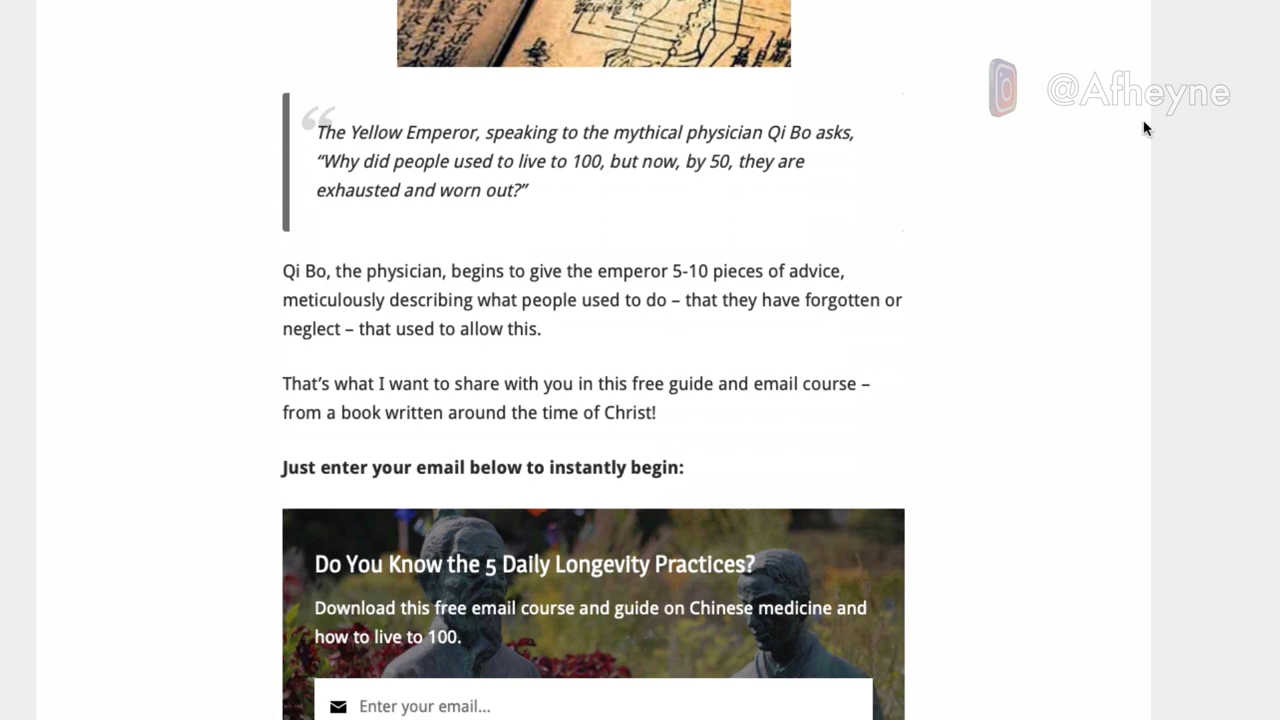 @Afheyne
The Yellow Emperor, speaking to the mythical physician Qi Bo asks,
“Why did people used to live to 100, but now, by 50, they are
exhausted and worn out?”
Qi Bo, the physician, begins to give the emperor 5-10 pieces of advice,
meticulously describing what people used to do – that they have forgotten or
neglect – that used to allow this.
That’s what I want to share with you in this free guide and email course –
from a book written around the time of Christ!
Just enter your email below to instantly begin:
Do You Know the 5 Daily Longevity Practices?
Download this free email course and guide on Chinese medicine and
how to live to 100.
Enter your email...